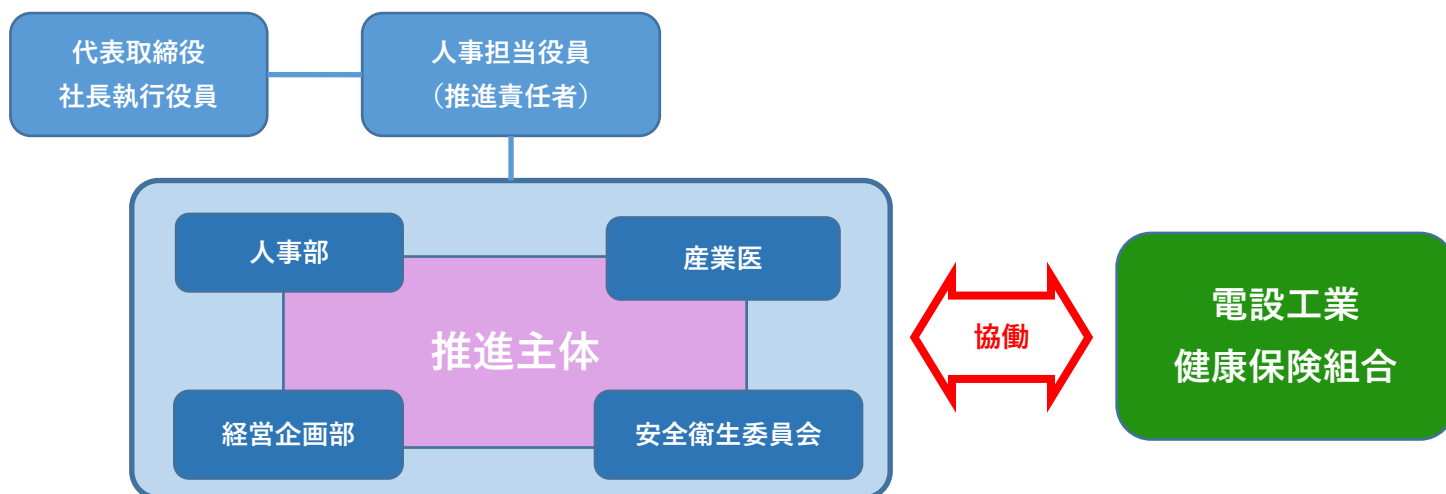 代表取締役
社長執行役員
人事担当役員
（推進責任者）
人事部
産業医
推進主体
経営企画部
安全衛生委員会
協働
電設工業
健康保険組合